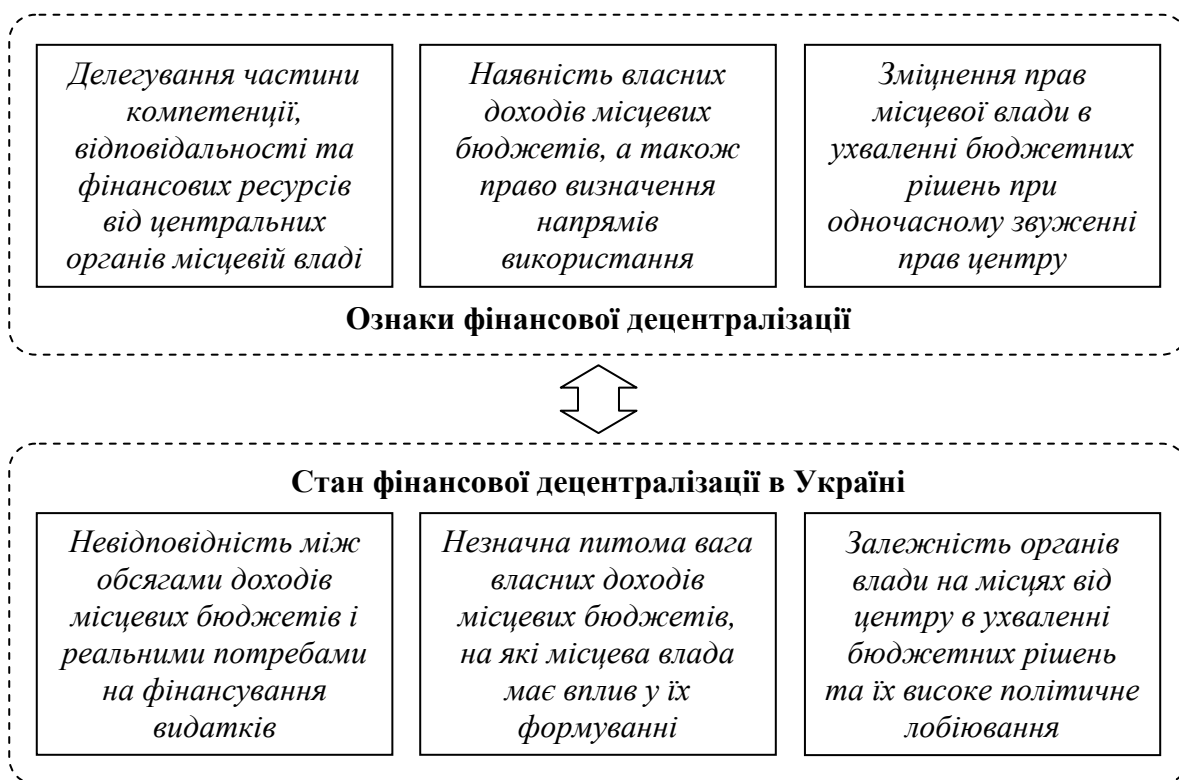 Делегування частини
компетенції,
відповідальності та
фінансових ресурсів
від центральних
органів місцевій владі
Наявність власних
доходів місцевих
бюджетів, а також
право визначення
напрямів
використання
Зміцнення прав
місцевої влади в
ухваленні бюджетних
рішень при
одночасному звуженні
прав центру
Ознаки фінансової децентралізації
Стан фінансової децентралізації в Україні
Невідповідність між
обсягами доходів
місцевих бюджетів і
реальними потребами
на фінансування
видатків
Незначна питома вага
власних доходів
місцевих бюджетів,
на які місцева влада
має вплив у їх
формуванні
Залежність органів
влади на місцях від
центру в ухваленні
бюджетних рішень
та їх високе політичне
лобіювання